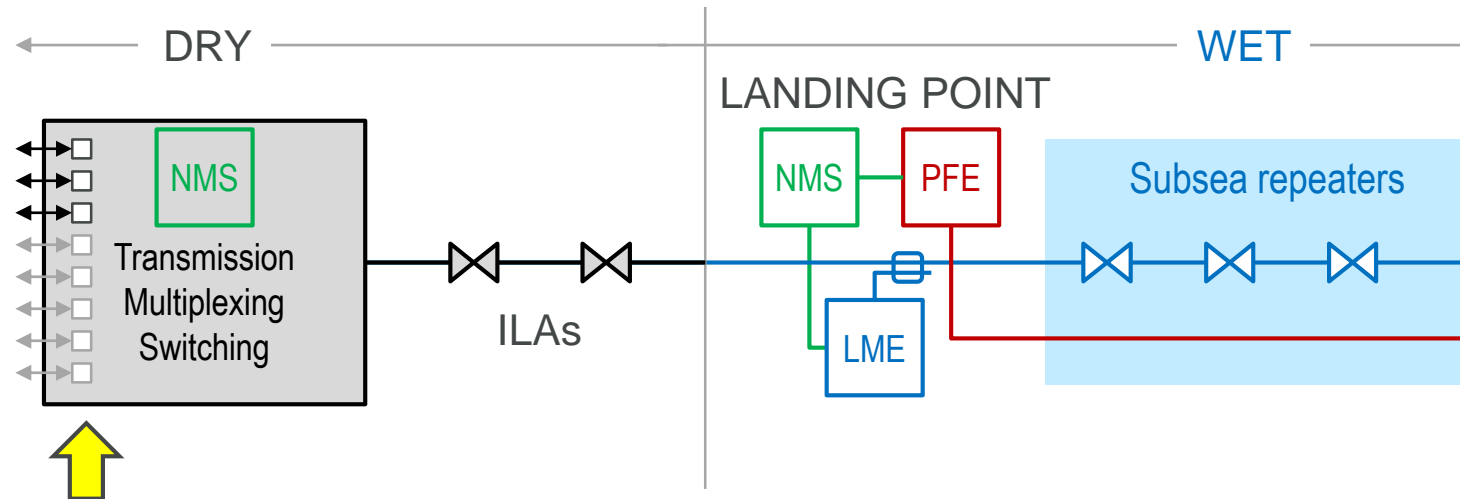 DRY
WET
LANDING POINT
NMS
Transmission
Multiplexing
Switching
ILAs
NMS
PFE
LME
Subsea repeaters